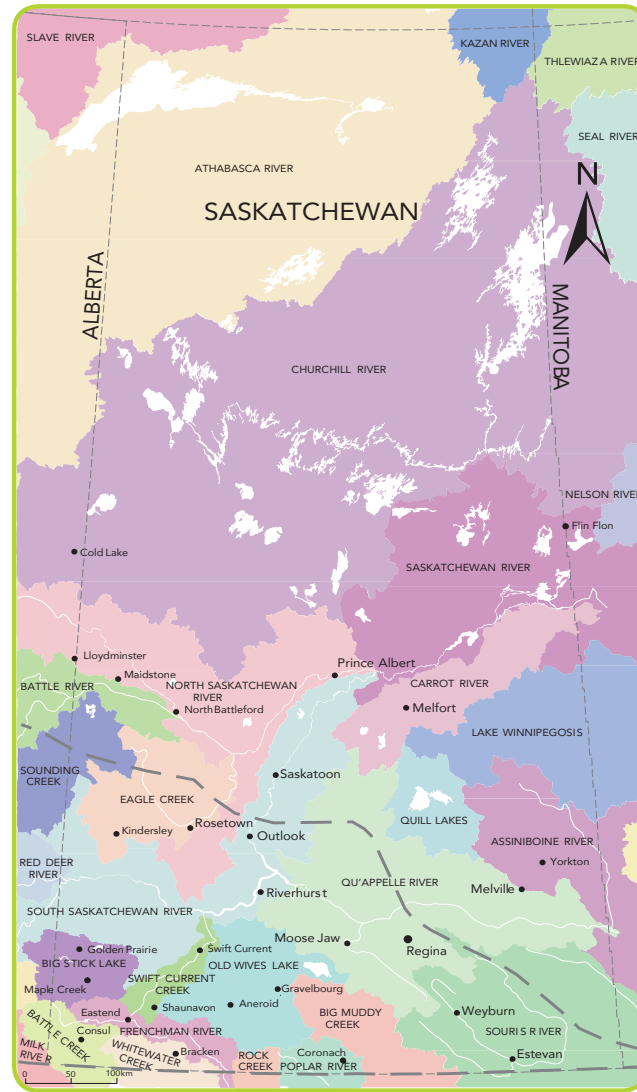 SLAVE RIVER
KAZAN RIVER
THLEWIAZA RIVER
SEAL RIVER
ATHABASCA RIVER
N
SASKATCHEWAN
ALBERTA
MANITOBA
CHURCHILL RIVER
NELSON RIVER
Flin Flon
Cold Lake
SASKATCHEWAN RIVER
Lloydminster
Prince Albert
Maidstone
BATTLE RIVER
NORTH SASKATCHEWAN
RIVER
CARROT RIVER
North Battleford
Melfort
LAKE WINNIPEGOSIS
SOUNDING
CREEK
Saskatoon
EAGLE CREEK
Rosetown
Kindersley
Outlook
QUILL LAKES
ASSINIBOINE RIVER
Yorkton
RED DEER
RIVER
QU'APPELLE RIVER
Melville
Riverhurst
SOUTH SASKATCHEWAN RIVER
Moose Jaw
Regina
Golden Prairie
Swift Current
BIG STICK LAKE
OLD WIVES LAKE
SWIFT CURRENT
CREEK
Maple Creek
Gravelbourg
Shaunavon
Aneroid
Eastend
BIG MUDDY
CREEK
Weyburn
BATTLE CREEK
Consul
FRENCHMAN RIVER
SOURIS RIVER
MILK
RIVER
WHITEWATER
CREEK
Bracken
ROCK
CREEK
Coronach
POPLAR RIVER
Estevan
0 50 100km